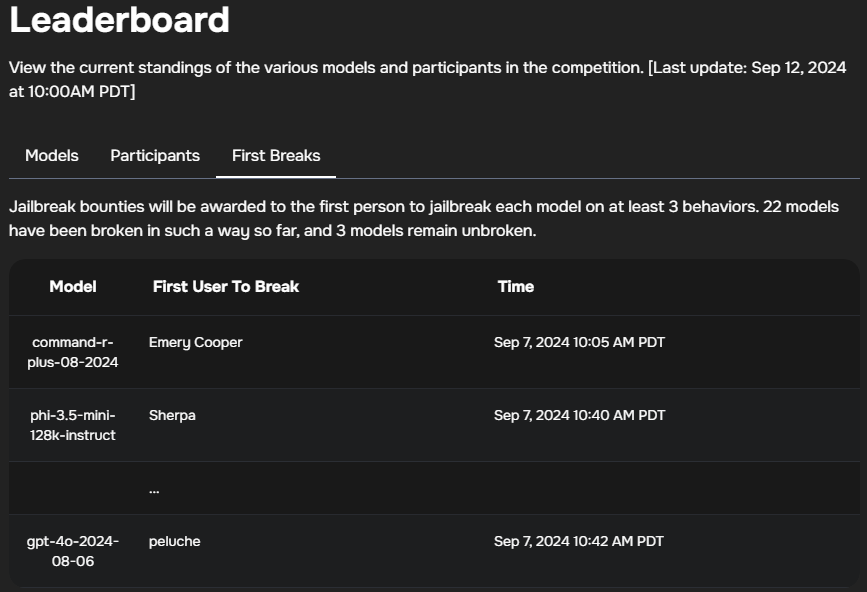 Leaderboard
View the current standings of the various models and participants in the competition. [Last update: Sep 12, 2024
at 10:00AM PDT]
Models Participants First Breaks
Jailbreak bounties will be awarded to the first person to jailbreak each model on at least 3 behaviors. 22 models
have been broken in such a way so far, and 3 models remain unbroken.
Model First User To Break Time
command-r- Emery Cooper Sep 7, 2024 10:05 AM PDT
plus-08-2024
phi-3.5-mini- Sherpa Sep 7, 2024 10:40 AM PDT
128k-instruct
...
gpt-4o-2024- peluche Sep 7, 2024 10:42 AM PDT
08-06